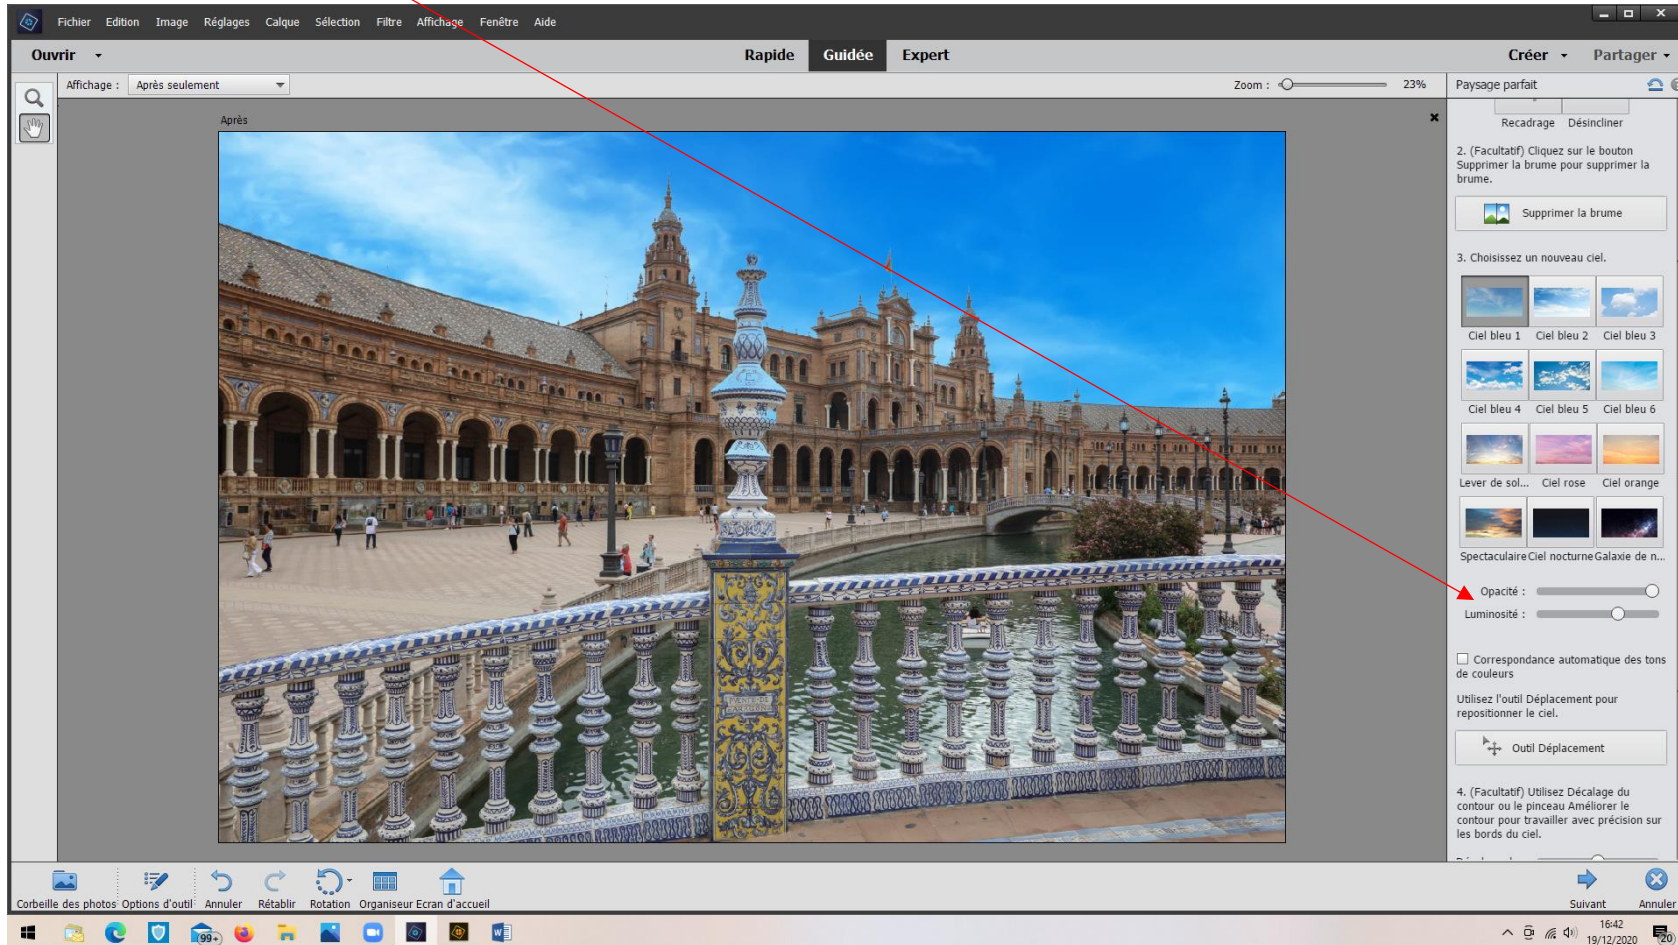 Fichier Edition Image Réglages Calque Sélection Filtre Affichage Fenêtre Aide
Ouvrir Rapide Guidée Expert Créer Partager
Affichage : Après seulement Zoom : 23% Paysage parfait
Après
Recadrage Désincliner
2. (Facultatif) Cliquez sur le bouton
Supprimer la brume pour supprimer la
brume.
Supprimer la brume
3. Choisissez un nouveau ciel.
Ciel bleu 1 Ciel bleu 2 Ciel bleu 3
Ciel bleu 4 Ciel bleu 5 Ciel bleu 6
Lever de sol... Ciel rose Ciel orange
Spectaculaire Ciel nocturne Galaxie de n...
Opacité :
Luminosité :
Correspondance automatique des tons
de couleurs
Utilisez l'outil Déplacement pour
repositionner le ciel.
Outil Déplacement
4. (Facultatif) Utilisez Décalage du
contour ou le pinceau Améliorer le
contour pour travailler avec précision sur
les bords du ciel.
Corbeille des photos Options d'outil Annuler Rétablir Rotation Organiseur Ecran d'accueil Suivant Annuler
99+
16:42
19/12/2020
20